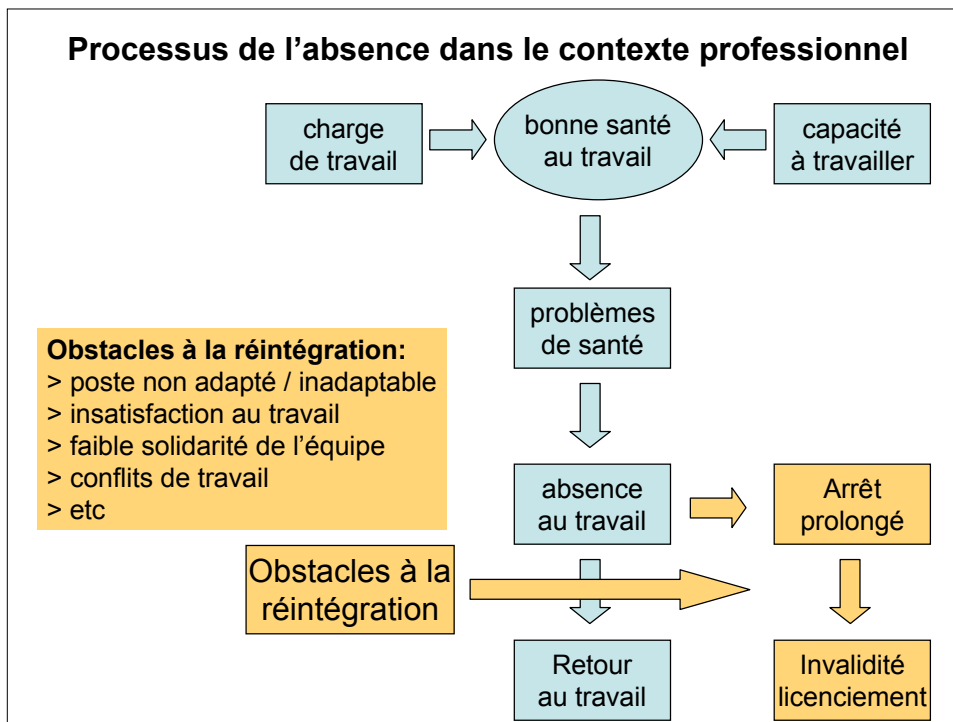 Processus de l’absence dans le contexte professionnel
charge
de travail
bonne santé
au travail
capacité
à travailler
problèmes
de santé
Obstacles à la réintégration:
> poste non adapté / inadaptable
> insatisfaction au travail
> faible solidarité de l’équipe
> conflits de travail
> etc
absence
au travail
Arrêt
prolongé
Obstacles à la
réintégration
Retour
au travail
Invalidité
licenciement